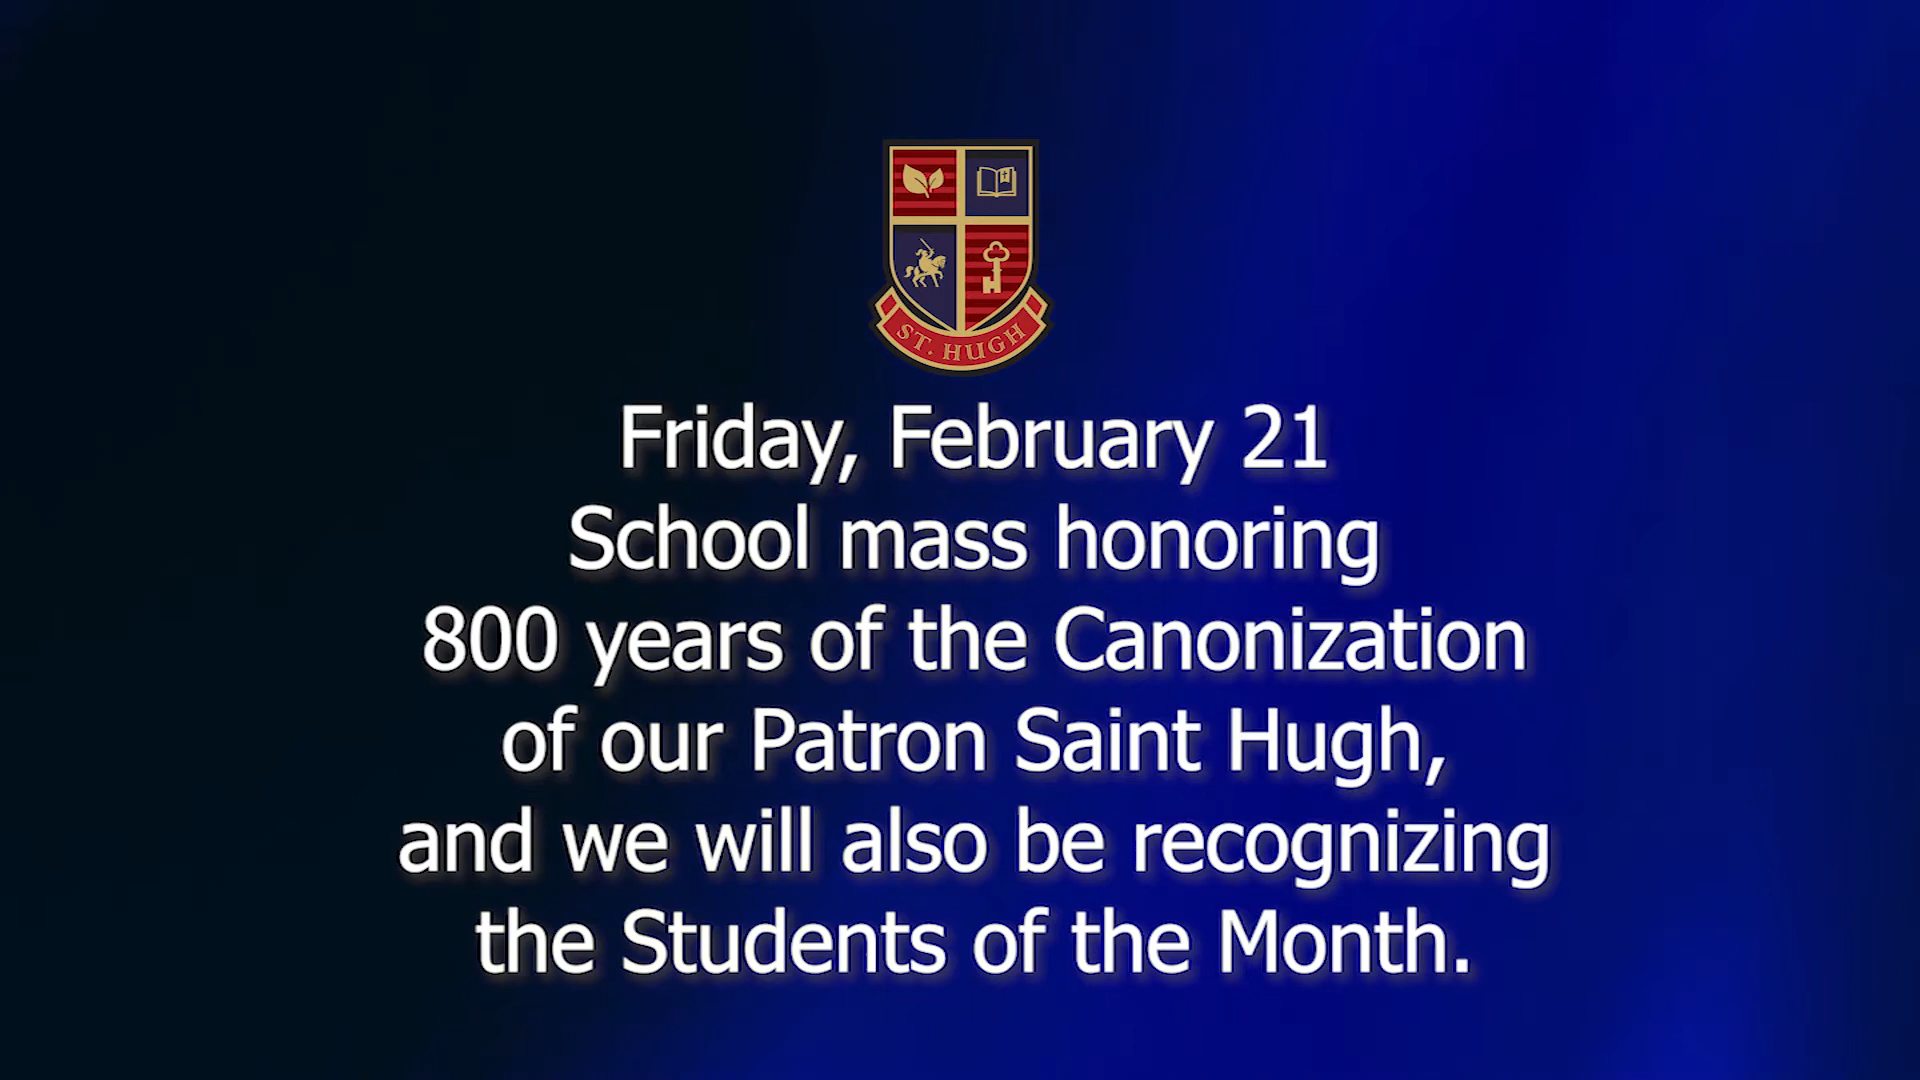 ST. HUGH
Friday, February 21
School mass honoring
800 years of the Canonization
of our Patron Saint Hugh,
and we will also be recognizing
the Students of the Month.